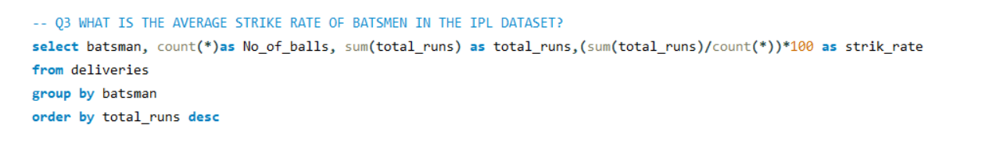 -- Q3 WHAT IS THE AVERAGE STRIKE RATE OF BATSMEN IN THE IPL DATASET?
select batsman, count(*)as No_of_balls, sum(total_runs) as total_runs,(sum(total_runs)/count(*))*100 as strik_rate
from deliveries
group by batsman
order by total_runs desc